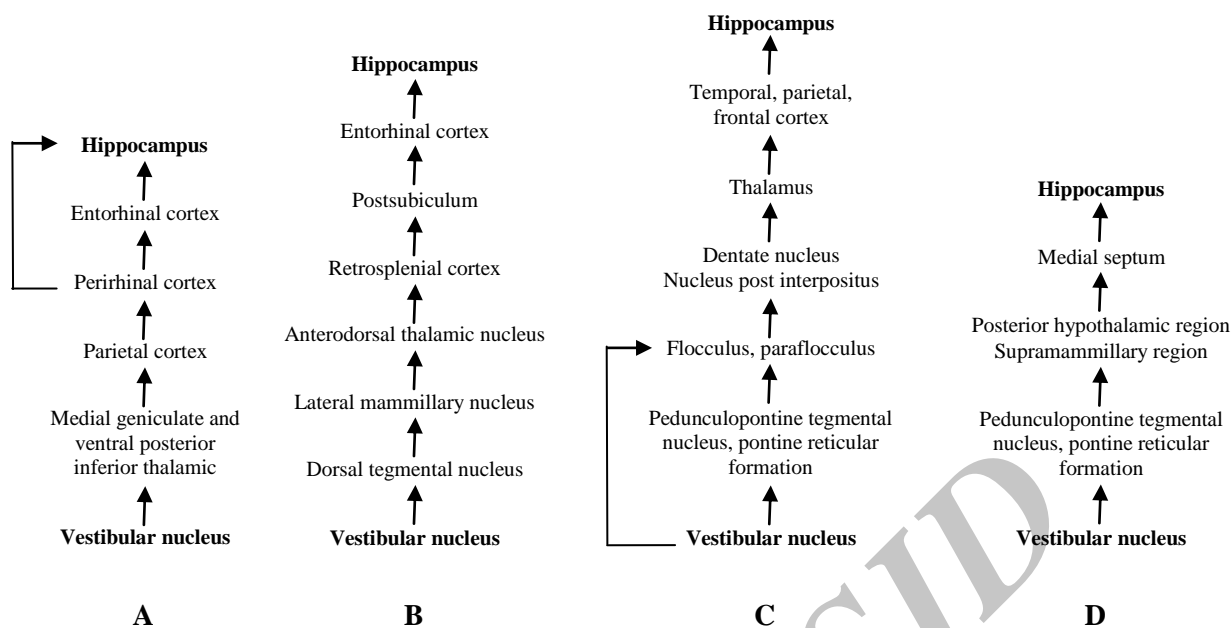 Hippocampus
Entorhinal cortex
Perirhinal cortex
Parietal cortex
Medial geniculate and
ventral posterior
inferior thalamic
Vestibular nucleus
A
Hippocampus
Entorhinal cortex
Postsubiculum
Retrosplenial cortex
Anterodorsal thalamic nucleus
Lateral mammillary nucleus
Dorsal tegmental nucleus
Vestibular nucleus
B
Hippocampus
Temporal, parietal,
frontal cortex
Thalamus
Dentate nucleus
Nucleus post interpositus
Flocculus, paraflocculus
Pedunculopontine tegmental
nucleus, pontine reticular
formation
Vestibular nucleus
C
Hippocampus
Medial septum
Posterior hypothalamic region
Supramammillary region
Pedunculopontine tegmental
nucleus, pontine reticular
formation
Vestibular nucleus
D
SID